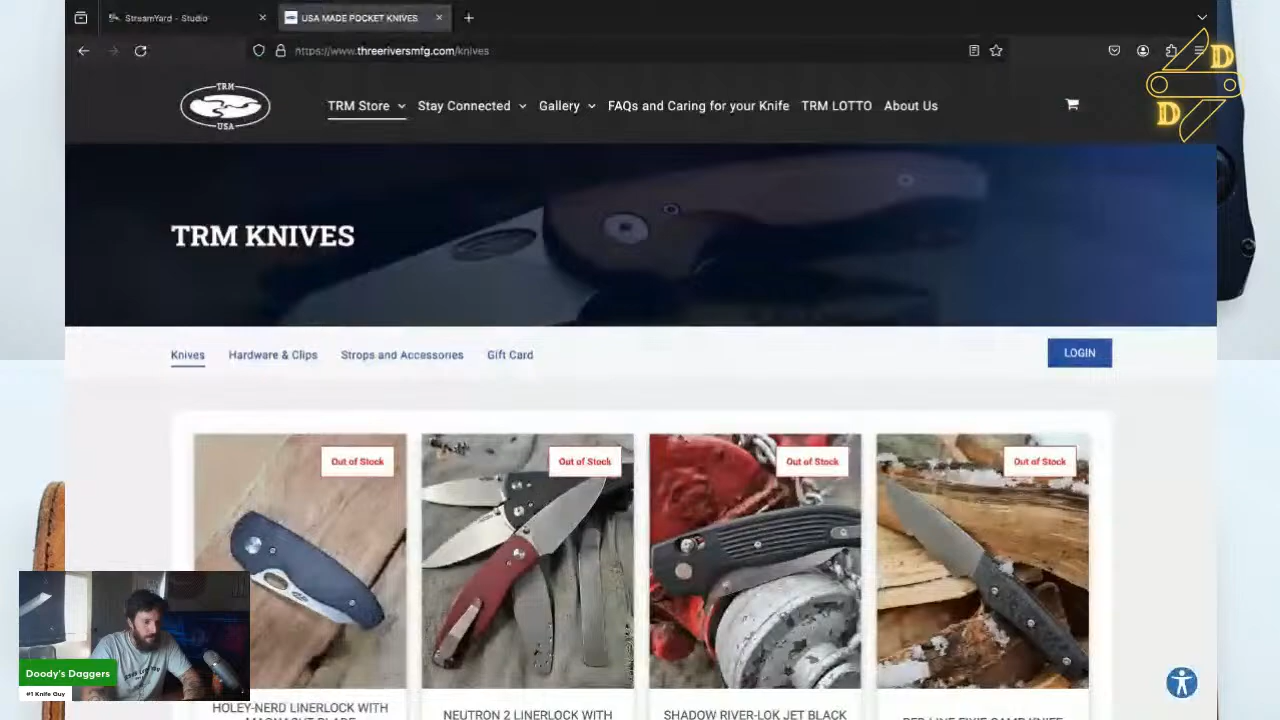 StreamYard - Studio
USA MADE POCKET KNIVES
https://www.threeriversmfg.com/knives
TRM
USA
TRM Store Stay Connected Gallery FAQs and Caring for your Knife TRM LOTTO About Us
D
D
TRM KNIVES
Knives Hardware & Clips Strops and Accessories Gift Card LOGIN
Out of Stock Out of Stock Out of Stock Out of Stock
Doody's Daggers
#1 Knife Guy
HOLEY-NERD LINERLOCK WITH
NEUTRON 2 LINERLOCK WITH
SHADOW RIVER-LOK JET BLACK